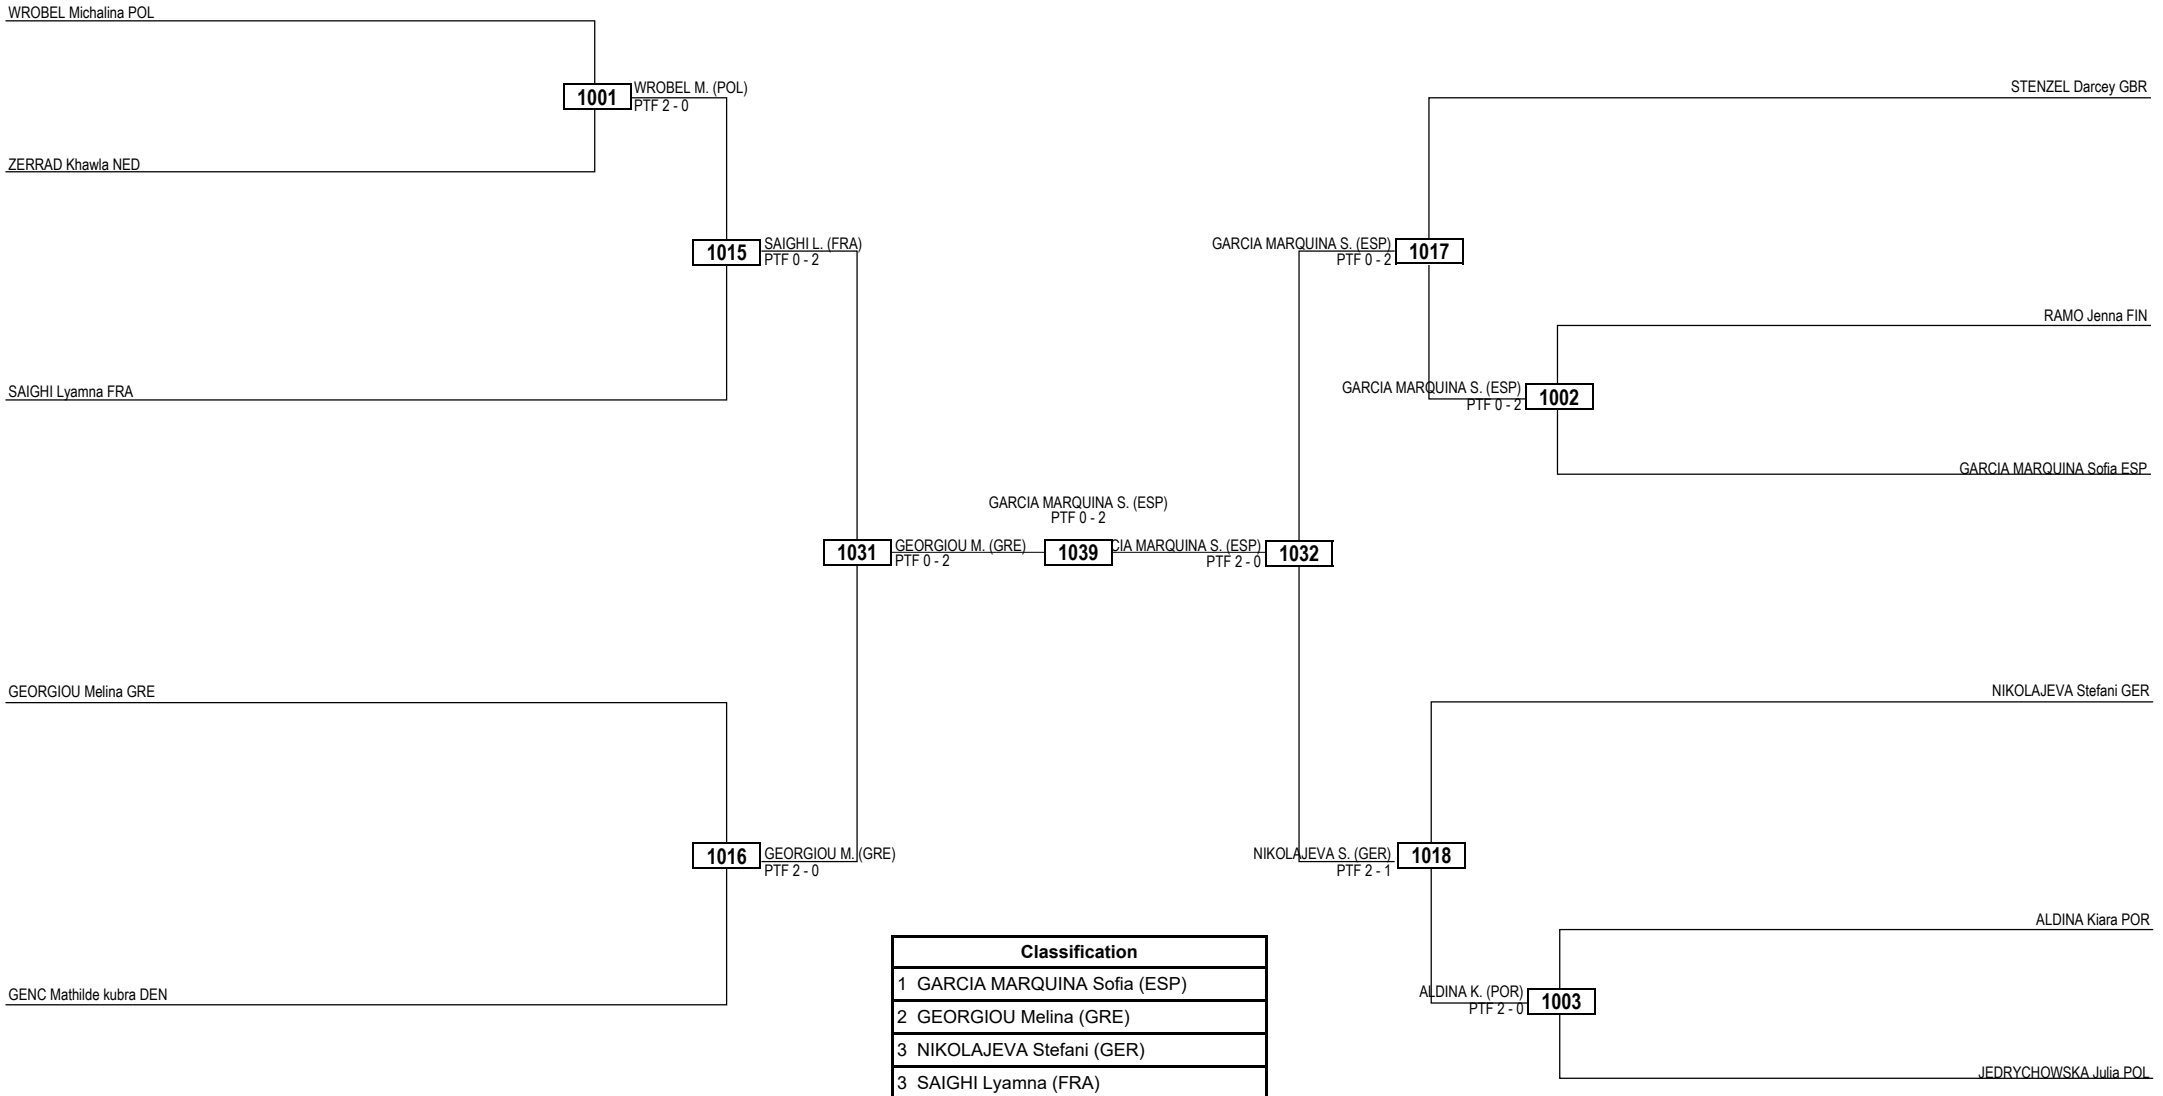 WROBEL Michalina POL
STENZEL Darcey GBR
1001
WROBEL M. (POL)
PTF 2 - 0
ZERRAD Khawla NED
1015
SAIGHI L. (FRA)
PTF 0 - 2
GARCIA MARQUINA S. (ESP)
PTF 0 - 2
1017
RAMO Jenna FIN
SAIGHI Lyamna FRA
GARCIA MARQUINA S. (ESP)
PTF 0 - 2
1002
GARCIA MARQUINA Sofia ESP
GARCIA MARQUINA S. (ESP)
PTF 0 - 2
1031
GEORGIOU M. (GRE)
PTF 0 - 2
1039
CIA MARQUINA S. (ESP)
PTF 2 - 0
1032
GEORGIOU Melina GRE
NIKOLAJEVA Stefani GER
1016
GEORGIOU M. (GRE)
PTF 2 - 0
NIKOLAJEVA S. (GER)
PTF 2 - 1
1018
ALDINA Kiara POR
GENC Mathilde kubra DEN
ALDINA K. (POR)
PTF 2 - 0
1003
JEDRYCHOWSKA Julia POL
Classification
1 GARCIA MARQUINA Sofia (ESP)
2 GEORGIOU Melina (GRE)
3 NIKOLAJEVA Stefani (GER)
3 SAIGHI Lyamna (FRA)